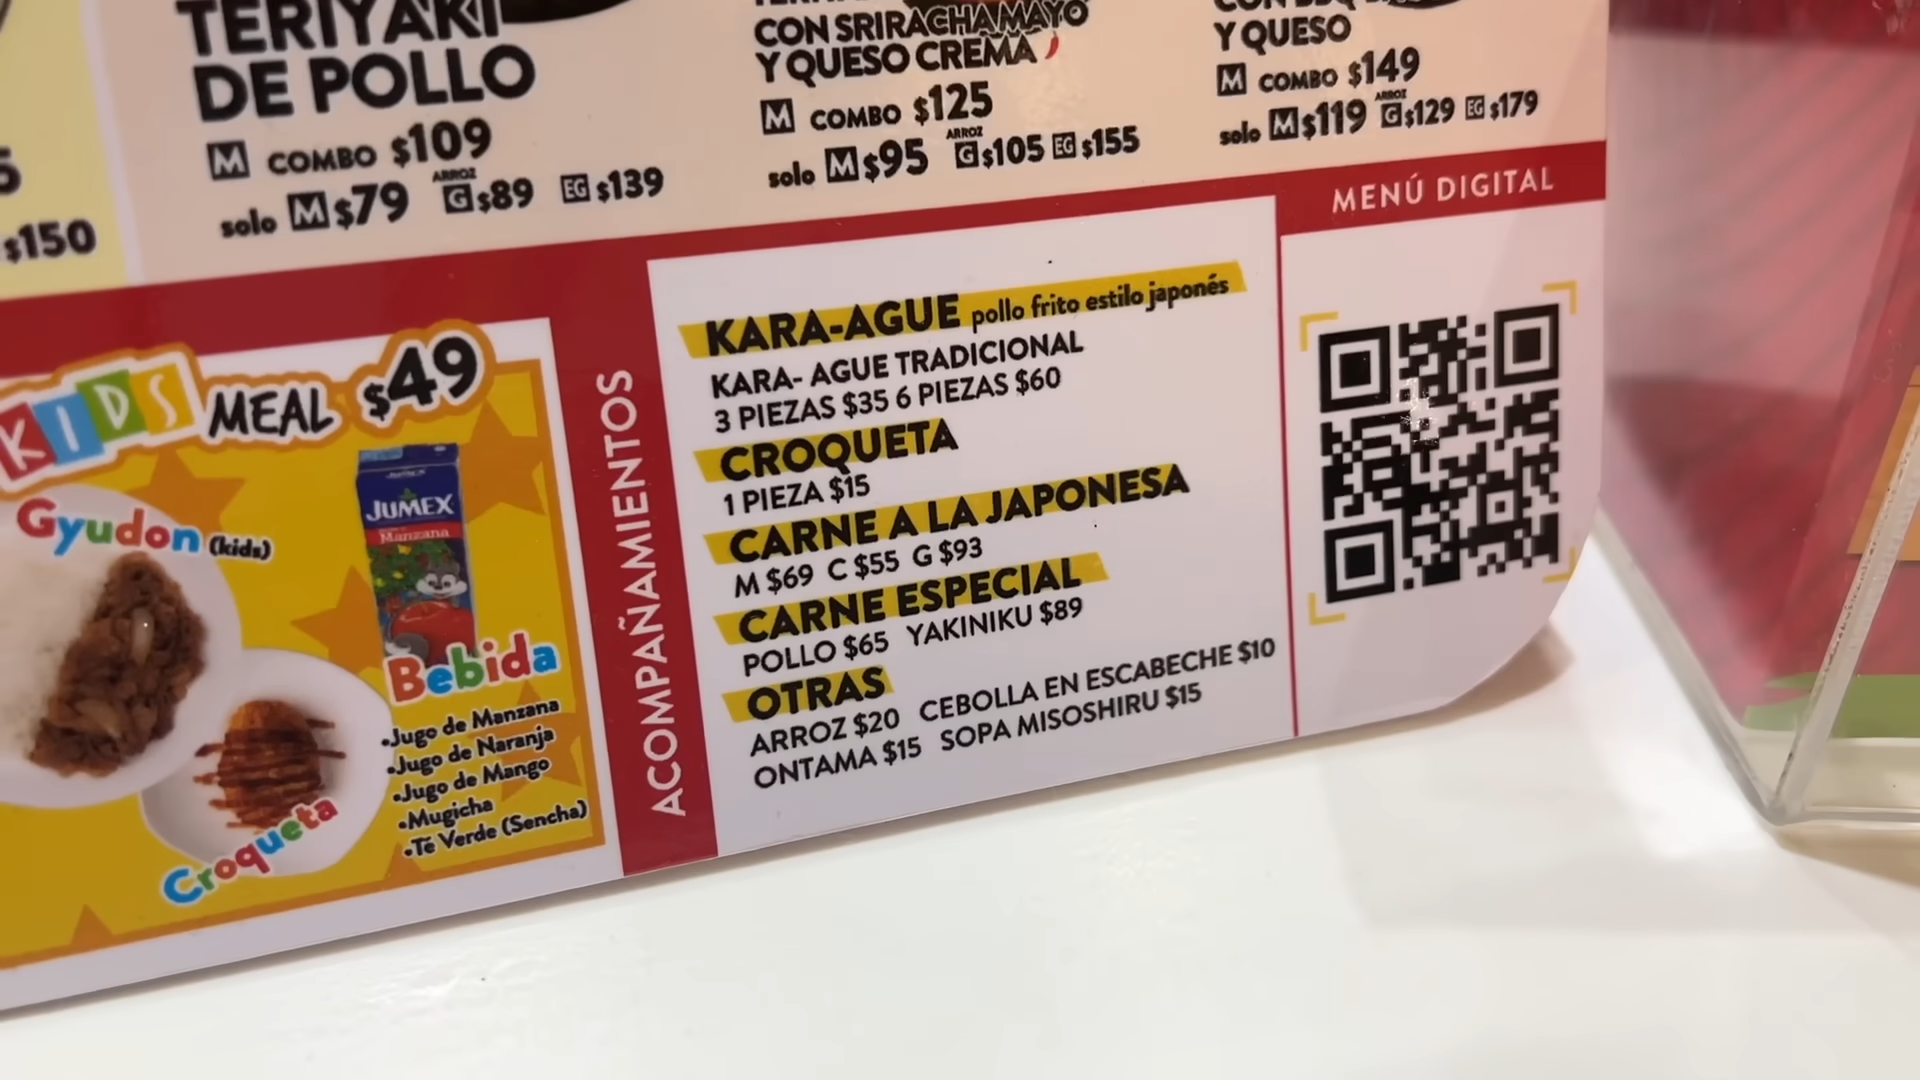 TERIYAKI
DE POLLO
M COMBO $109
solo M $79 ARROZ G $89 EG $139
CON SRIRACHAMAYO
Y QUESO CREMA
M COMBO $125
solo M $95 ARROZ G $105 EG $155
Y QUESO
M COMBO $149
solo M $119 ARROZ G $129 EG $179
$150
KIDS MEAL $49
Gyudon (kids)
JUMEX
Manzana
Croqueta
Bebida
•Jugo de Manzana
•Jugo de Naranja
•Jugo de Mango
•Mugicha
•Té Verde (Sencha)
ACOMPAÑAMIENTOS
KARA-AGUE pollo frito estilo japonés
KARA- AGUE TRADICIONAL
3 PIEZAS $35 6 PIEZAS $60
CROQUETA
1 PIEZA $15
CARNE A LA JAPONESA
M $69 C $55 G $93
CARNE ESPECIAL
POLLO $65 YAKINIKU $89
OTRAS
ARROZ $20 CEBOLLA EN ESCABECHE $10
ONTAMA $15 SOPA MISOSHIRU $15
MENÚ DIGITAL